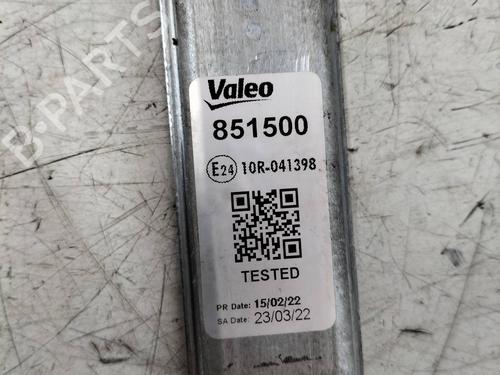 Valeo
851500
E24 10R-041398
TESTED
PR Date: 15/02/22
SA Date: 23/03/22
B-PARTS